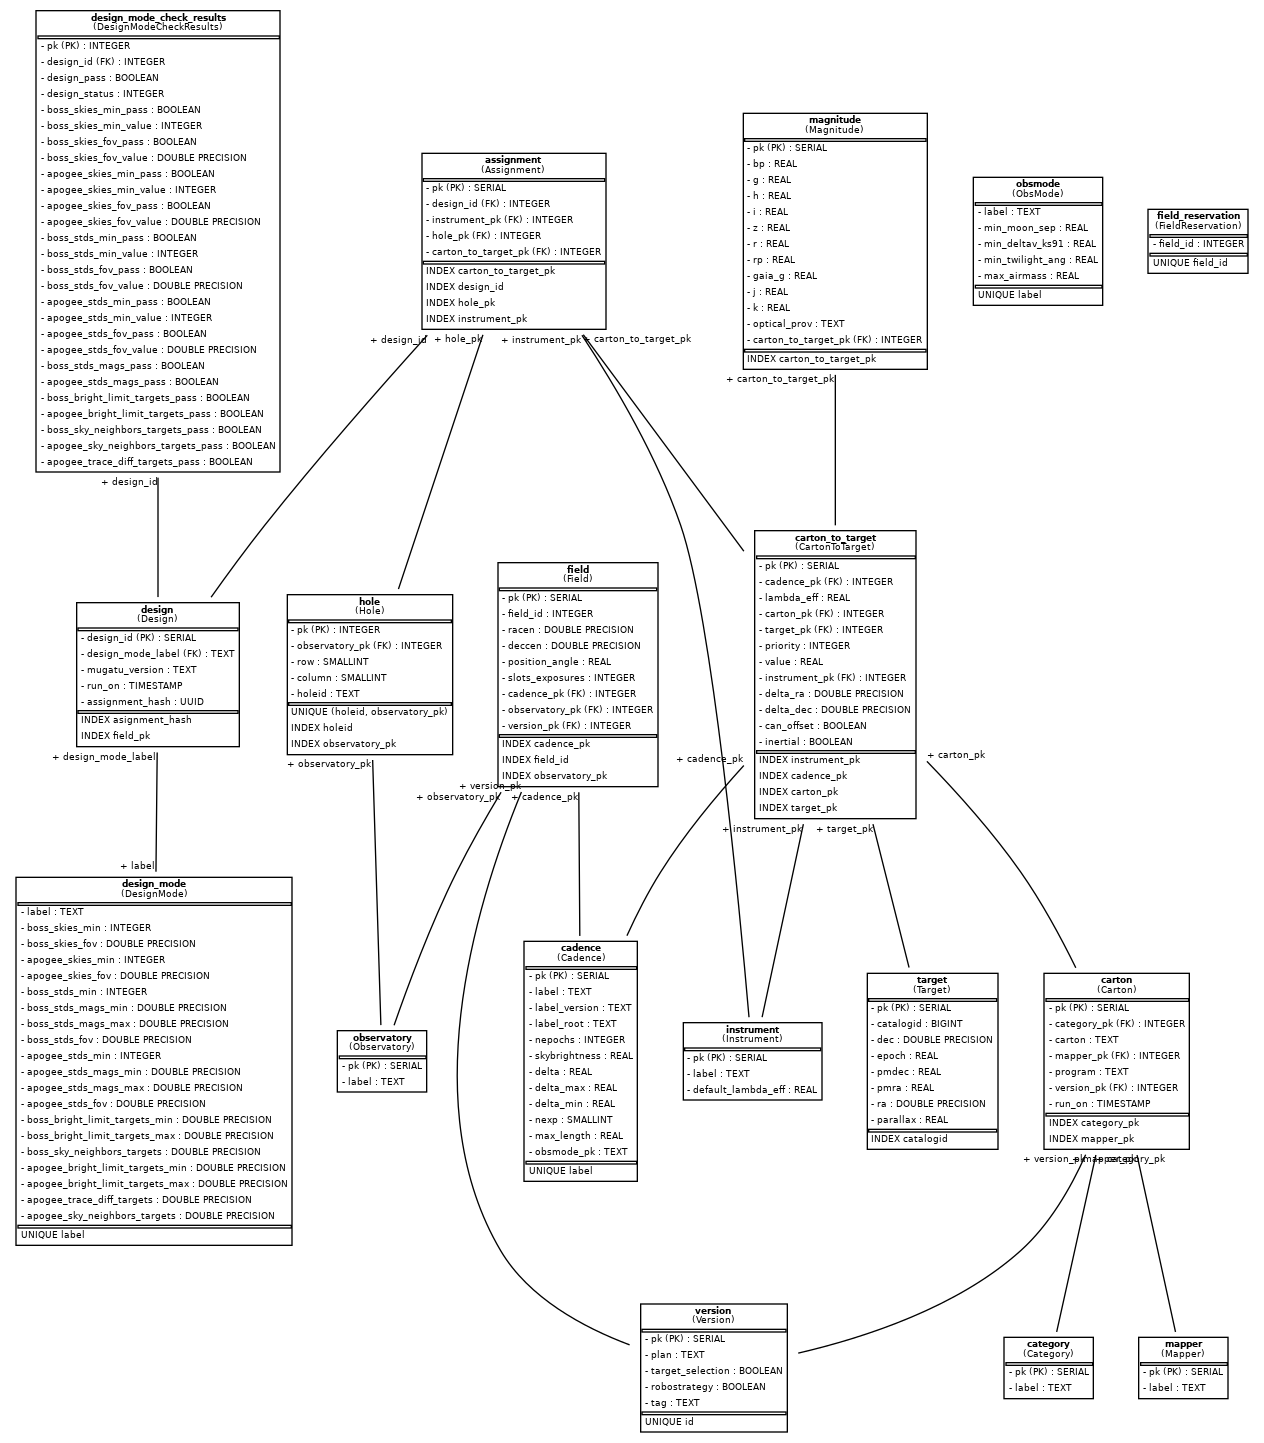 design_mode_check_results
(DesignModeCheckResults)
- pk (PK) : INTEGER
- design_id (FK) : INTEGER
- design_pass : BOOLEAN
- design_status : INTEGER
- boss_skies_min_pass : BOOLEAN
- boss_skies_min_value : INTEGER
- boss_skies_fov_pass : BOOLEAN
- boss_skies_fov_value : DOUBLE PRECISION
- apogee_skies_min_pass : BOOLEAN
- apogee_skies_min_value : INTEGER
- apogee_skies_fov_pass : BOOLEAN
- apogee_skies_fov_value : DOUBLE PRECISION
- boss_stds_min_pass : BOOLEAN
- boss_stds_min_value : INTEGER
- boss_stds_fov_pass : BOOLEAN
- boss_stds_fov_value : DOUBLE PRECISION
- apogee_stds_min_pass : BOOLEAN
- apogee_stds_min_value : INTEGER
- apogee_stds_fov_pass : BOOLEAN
- apogee_stds_fov_value : DOUBLE PRECISION
- boss_stds_mags_pass : BOOLEAN
- apogee_stds_mags_pass : BOOLEAN
- boss_bright_limit_targets_pass : BOOLEAN
- apogee_bright_limit_targets_pass : BOOLEAN
- boss_sky_neighbors_targets_pass : BOOLEAN
- apogee_sky_neighbors_targets_pass : BOOLEAN
- apogee_trace_diff_targets_pass : BOOLEAN
+ design_id
assignment
(Assignment)
- pk (PK) : SERIAL
- design_id (FK) : INTEGER
- instrument_pk (FK) : INTEGER
- hole_pk (FK) : INTEGER
- carton_to_target_pk (FK) : INTEGER
INDEX carton_to_target_pk
INDEX design_id
INDEX hole_pk
INDEX instrument_pk
+ design_id
+ hole_pk
+ instrument_pk
+ carton_to_target_pk
magnitude
(Magnitude)
- pk (PK) : SERIAL
- bp : REAL
- g : REAL
- h : REAL
- i : REAL
- z : REAL
- r : REAL
- rp : REAL
- gaia_g : REAL
- j : REAL
- k : REAL
- optical_prov : TEXT
- carton_to_target_pk (FK) : INTEGER
INDEX carton_to_target_pk
+ carton_to_target_pk
obsmode
(ObsMode)
- label : TEXT
- min_moon_sep : REAL
- min_deltav_ks91 : REAL
- min_twilight_ang : REAL
- max_airmass : REAL
UNIQUE label
field_reservation
(FieldReservation)
- field_id : INTEGER
UNIQUE field_id
design
(Design)
- design_id (PK) : SERIAL
- design_mode_label (FK) : TEXT
- mugatu_version : TEXT
- run_on : TIMESTAMP
- assignment_hash : UUID
INDEX asignment_hash
INDEX field_pk
+ design_mode_label
+ label
hole
(Hole)
- pk (PK) : INTEGER
- observatory_pk (FK) : INTEGER
- row : SMALLINT
- column : SMALLINT
- holeid : TEXT
UNIQUE (holeid, observatory_pk)
INDEX holeid
INDEX observatory_pk
+ observatory_pk
field
(Field)
- pk (PK) : SERIAL
- field_id : INTEGER
- racen : DOUBLE PRECISION
- deccen : DOUBLE PRECISION
- position_angle : REAL
- slots_exposures : INTEGER
- cadence_pk (FK) : INTEGER
- observatory_pk (FK) : INTEGER
- version_pk (FK) : INTEGER
INDEX cadence_pk
INDEX field_id
INDEX observatory_pk
+ version_pk
+ observatory_pk
+ cadence_pk
carton_to_target
(CartonToTarget)
- pk (PK) : SERIAL
- cadence_pk (FK) : INTEGER
- lambda_eff : REAL
- carton_pk (FK) : INTEGER
- target_pk (FK) : INTEGER
- priority : INTEGER
- value : REAL
- instrument_pk (FK) : INTEGER
- delta_ra : DOUBLE PRECISION
- delta_dec : DOUBLE PRECISION
- can_offset : BOOLEAN
- inertial : BOOLEAN
INDEX instrument_pk
INDEX cadence_pk
INDEX carton_pk
INDEX target_pk
+ cadence_pk
+ carton_pk
+ instrument_pk
+ target_pk
design_mode
(DesignMode)
- label : TEXT
- boss_skies_min : INTEGER
- boss_skies_fov : DOUBLE PRECISION
- apogee_skies_min : INTEGER
- apogee_skies_fov : DOUBLE PRECISION
- boss_stds_min : INTEGER
- boss_stds_mags_min : DOUBLE PRECISION
- boss_stds_mags_max : DOUBLE PRECISION
- boss_stds_fov : DOUBLE PRECISION
- apogee_stds_min : INTEGER
- apogee_stds_mags_min : DOUBLE PRECISION
- apogee_stds_mags_max : DOUBLE PRECISION
- apogee_stds_fov : DOUBLE PRECISION
- boss_bright_limit_targets_min : DOUBLE PRECISION
- boss_bright_limit_targets_max : DOUBLE PRECISION
- boss_sky_neighbors_targets : DOUBLE PRECISION
- apogee_bright_limit_targets_min : DOUBLE PRECISION
- apogee_bright_limit_targets_max : DOUBLE PRECISION
- apogee_trace_diff_targets : DOUBLE PRECISION
- apogee_sky_neighbors_targets : DOUBLE PRECISION
UNIQUE label
observatory
(Observatory)
- pk (PK) : SERIAL
- label : TEXT
cadence
(Cadence)
- pk (PK) : SERIAL
- label : TEXT
- label_version : TEXT
- label_root : TEXT
- nepochs : INTEGER
- skybrightness : REAL
- delta : REAL
- delta_max : REAL
- delta_min : REAL
- nexp : SMALLINT
- max_length : REAL
- obsmode_pk : TEXT
UNIQUE label
instrument
(Instrument)
- pk (PK) : SERIAL
- label : TEXT
- default_lambda_eff : REAL
target
(Target)
- pk (PK) : SERIAL
- catalogid : BIGINT
- dec : DOUBLE PRECISION
- epoch : REAL
- pmdec : REAL
- pmra : REAL
- ra : DOUBLE PRECISION
- parallax : REAL
INDEX catalogid
carton
(Carton)
- pk (PK) : SERIAL
- category_pk (FK) : INTEGER
- carton : TEXT
- mapper_pk (FK) : INTEGER
- program : TEXT
- version_pk (FK) : INTEGER
- run_on : TIMESTAMP
INDEX category_pk
INDEX mapper_pk
+ version_pk
+ mapper_pk
+ category_pk
version
(Version)
- pk (PK) : SERIAL
- plan : TEXT
- target_selection : BOOLEAN
- robostrategy : BOOLEAN
- tag : TEXT
UNIQUE id
category
(Category)
- pk (PK) : SERIAL
- label : TEXT
mapper
(Mapper)
- pk (PK) : SERIAL
- label : TEXT